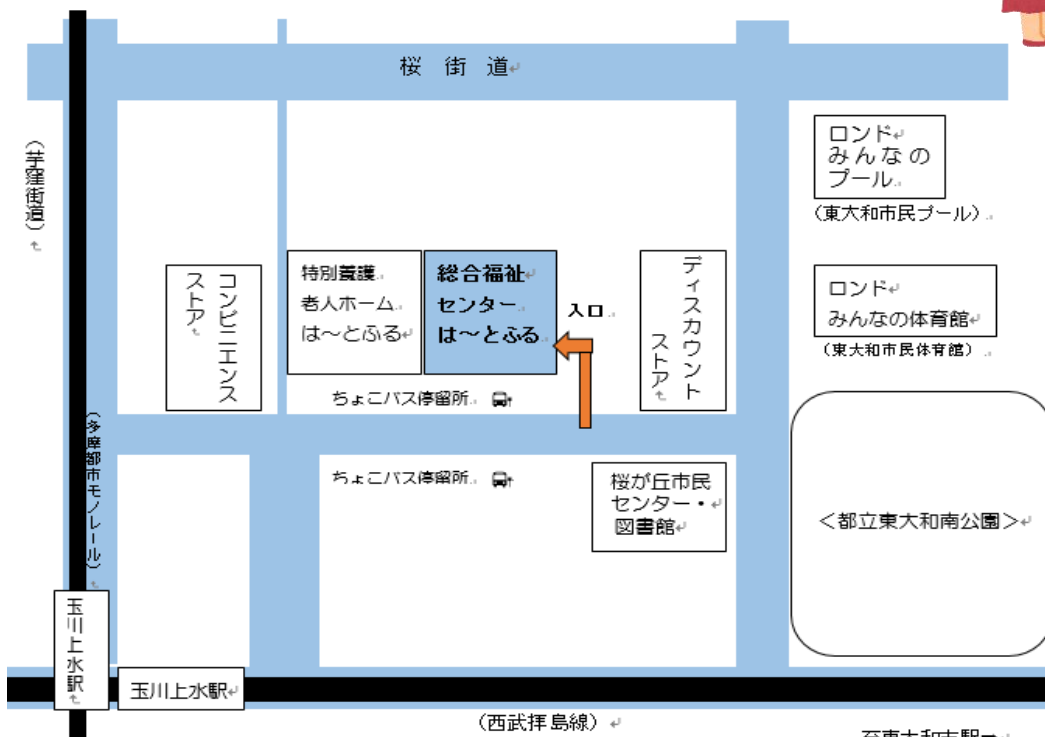 桜 街 道
(芋窪街道)
ロンド
みんなの
プール
(東大和市民プール)
コンビニエンス
ストア
特別養護
老人ホーム
は～とふる
総合福祉
センター
は～とふる
入口
ディスカウント
ストア
ロンド
みんなの体育館
(東大和市民体育館)
ちょこバス停留所
(多摩都市モノレール)
ちょこバス停留所
桜が丘市民
センター・
図書館
＜都立東大和南公園＞
玉川上水駅
玉川上水駅
(西武拝島線)
至東大和市駅→